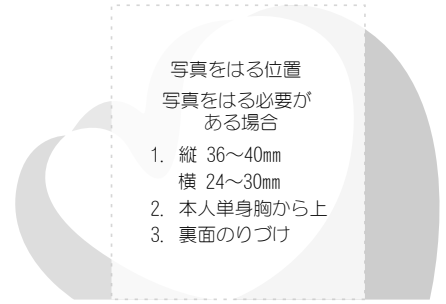 写真をはる位置
写真をはる必要が
ある場合
1. 縦 36～40mm
横 24～30mm
2. 本人単身胸から上
3. 裏面のりづけ